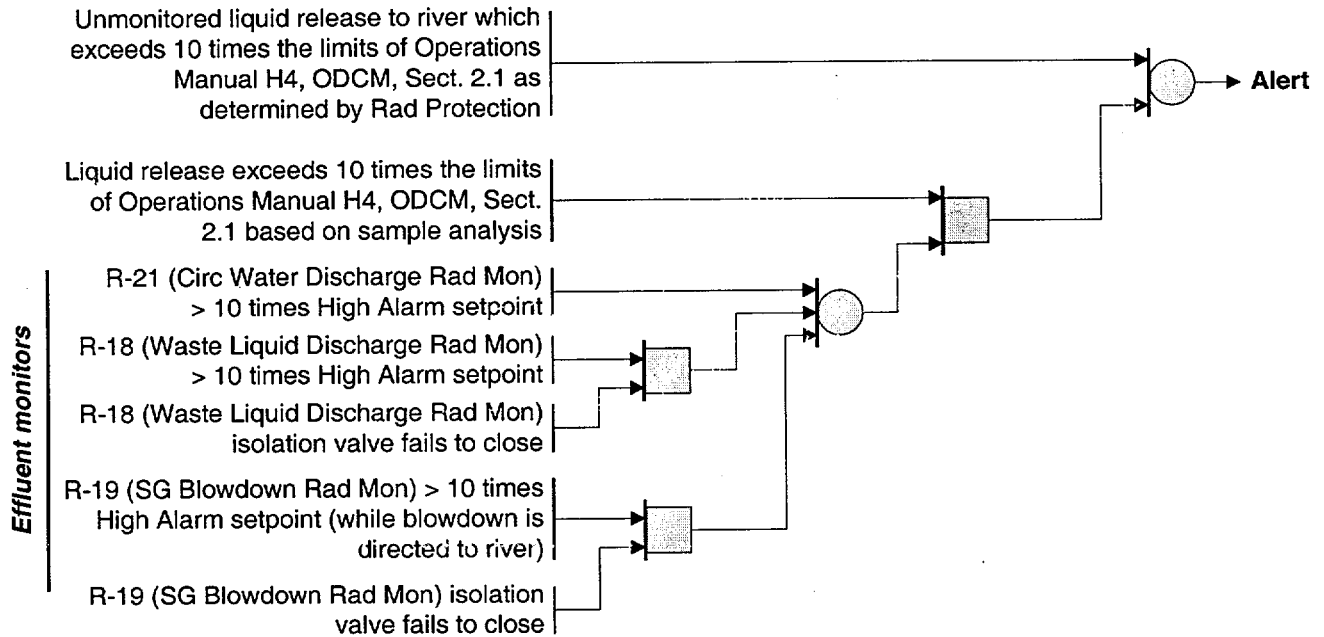 Unmonitored liquid release to river which
exceeds 10 times the limits of Operations
Manual H4, ODCM, Sect. 2.1 as
determined by Rad Protection
Alert
Liquid release exceeds 10 times the limits
of Operations Manual H4, ODCM, Sect.
2.1 based on sample analysis
Effluent monitors
R-21 (Circ Water Discharge Rad Mon)
> 10 times High Alarm setpoint
R-18 (Waste Liquid Discharge Rad Mon)
> 10 times High Alarm setpoint
R-18 (Waste Liquid Discharge Rad Mon)
isolation valve fails to close
R-19 (SG Blowdown Rad Mon) > 10 times
High Alarm setpoint (while blowdown is
directed to river)
R-19 (SG Blowdown Rad Mon) isolation
valve fails to close